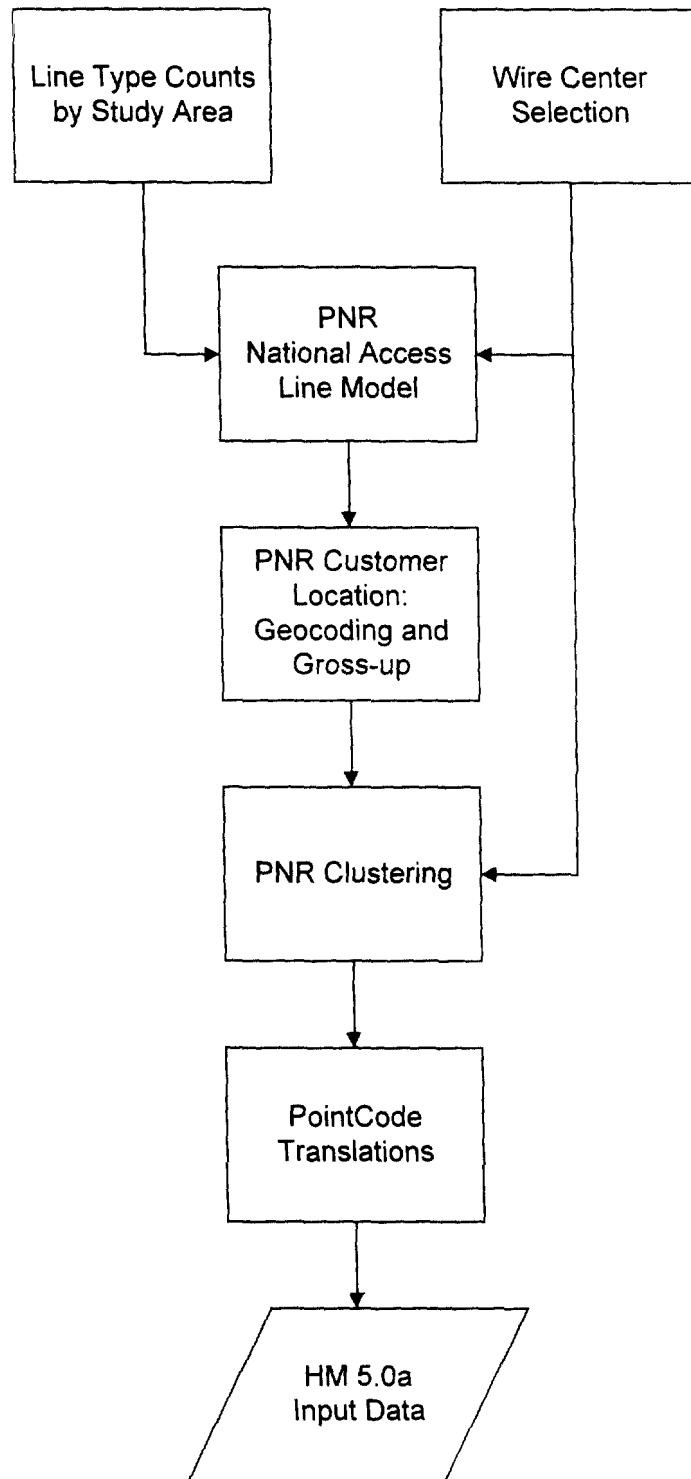 Line Type Counts
by Study Area
Wire Center
Selection
PNR
National Access
Line Model
PNR Customer
Location:
Geocoding and
Gross-up
PNR Clustering
PointCode
Translations
HM 5.0a
Input Data